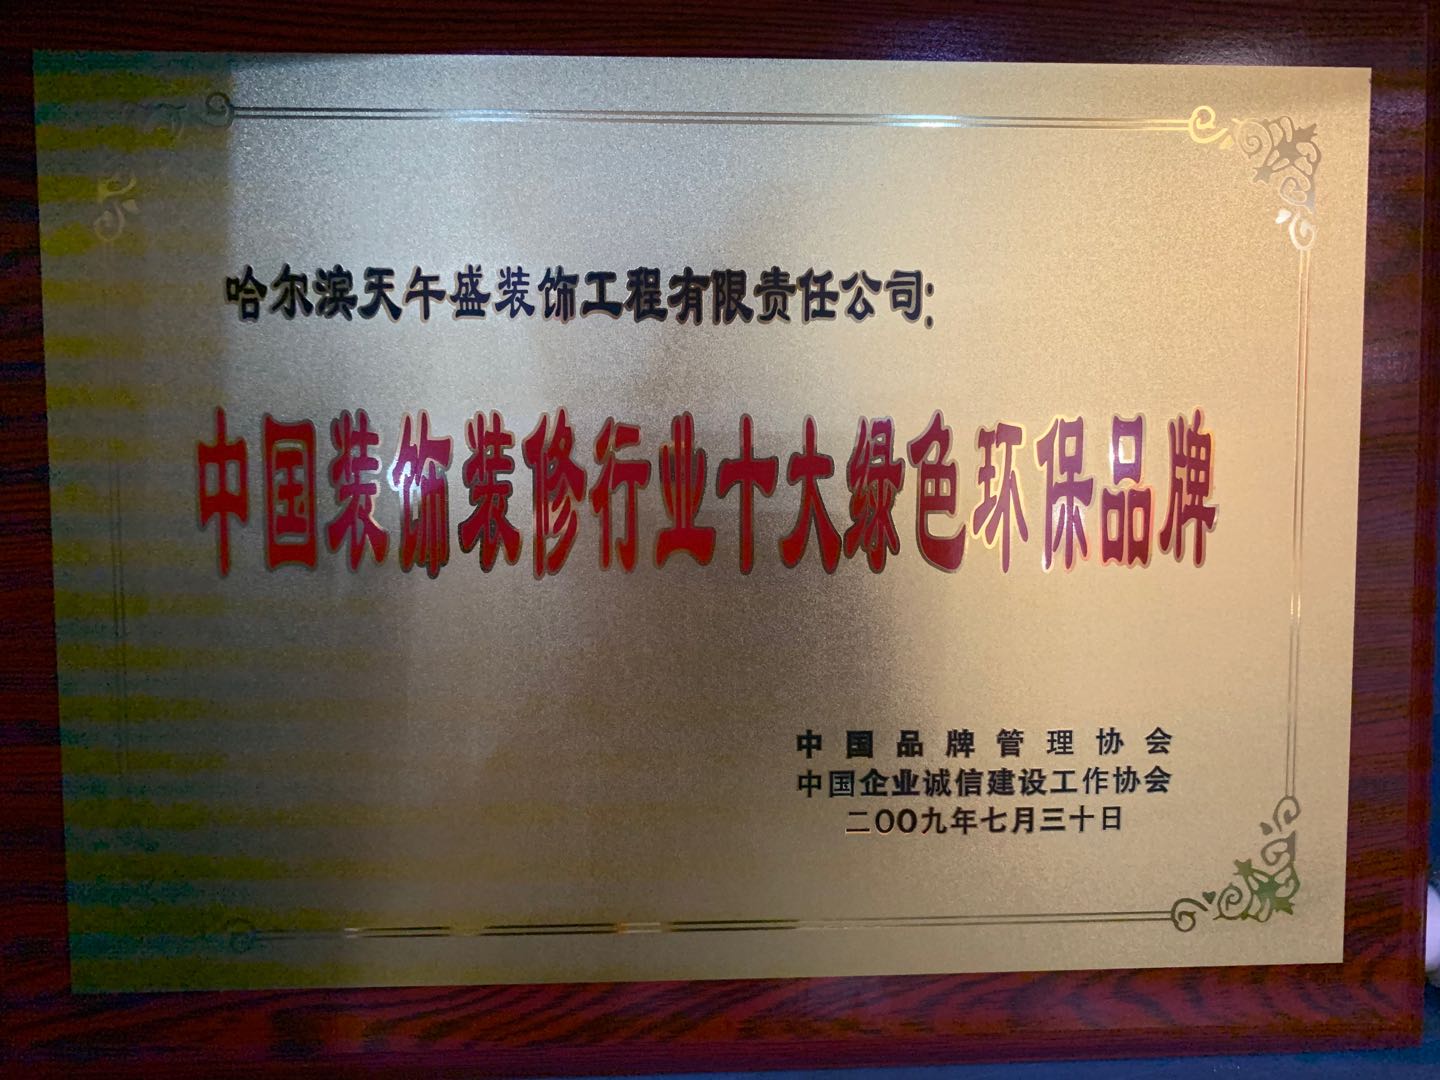 哈尔滨天午盛装饰工程有限责任公司:
中国装饰装修行业十大绿色环保品牌
中国品牌管理协会
中国企业诚信建设工作协会
二OO九年七月三十日